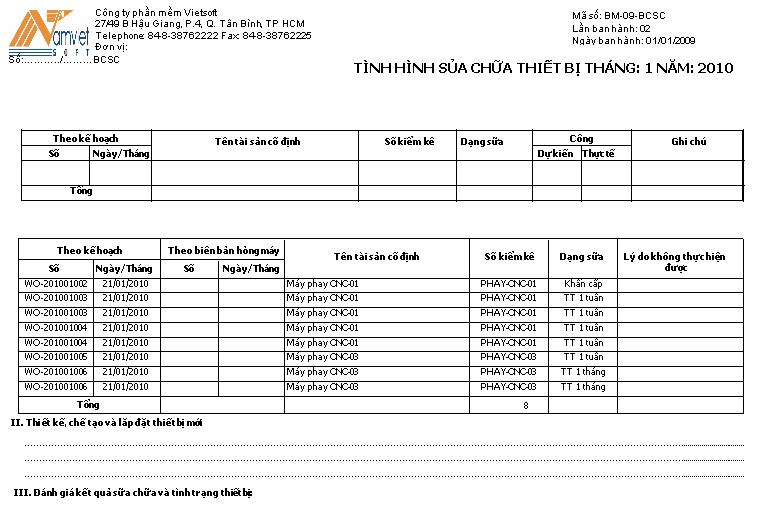 Công ty phần mềm Vietsoft
27/49 B Hậu Giang, P.4, Q. Tân Bình, TP HCM
Telephone: 848-38762222 Fax: 848-38762225
Đơn vị:
Namviet
SOFT
Số:............/.........BCSC
Mã số: BM-09-BCSC
Lần ban hành: 02
Ngày ban hành: 01/01/2009
TÌNH HÌNH SỬA CHỮA THIẾT BỊ THÁNG: 1 NĂM: 2010
Theo kế hoạch Tên tài sản cố định Số kiểm kê Dạng sửa Công Ghi chú
Số Ngày/Tháng Dự kiến Thực tế
Tổng
Theo kế hoạch Theo biên bản hỏng máy Tên tài sản cố định Số kiểm kê Dạng sửa Lý do không thực hiện được
Số Ngày/Tháng Số Ngày/Tháng
WO-201001002 21/01/2010 Máy phay CNC-01 PHAY-CNC-01 Khẩn cấp
WO-201001003 21/01/2010 Máy phay CNC-01 PHAY-CNC-01 TT 1 tuần
WO-201001003 21/01/2010 Máy phay CNC-01 PHAY-CNC-01 TT 1 tuần
WO-201001004 21/01/2010 Máy phay CNC-01 PHAY-CNC-01 TT 1 tuần
WO-201001004 21/01/2010 Máy phay CNC-01 PHAY-CNC-01 TT 1 tuần
WO-201001005 21/01/2010 Máy phay CNC-03 PHAY-CNC-03 TT 1 tuần
WO-201001006 21/01/2010 Máy phay CNC-03 PHAY-CNC-03 TT 1 tháng
WO-201001006 21/01/2010 Máy phay CNC-03 PHAY-CNC-03 TT 1 tháng
Tổng 8
II. Thiết kế, chế tạo và lắp đặt thiết bị mới
III. Đánh giá kết quả sửa chữa và tình trạng thiết bị: